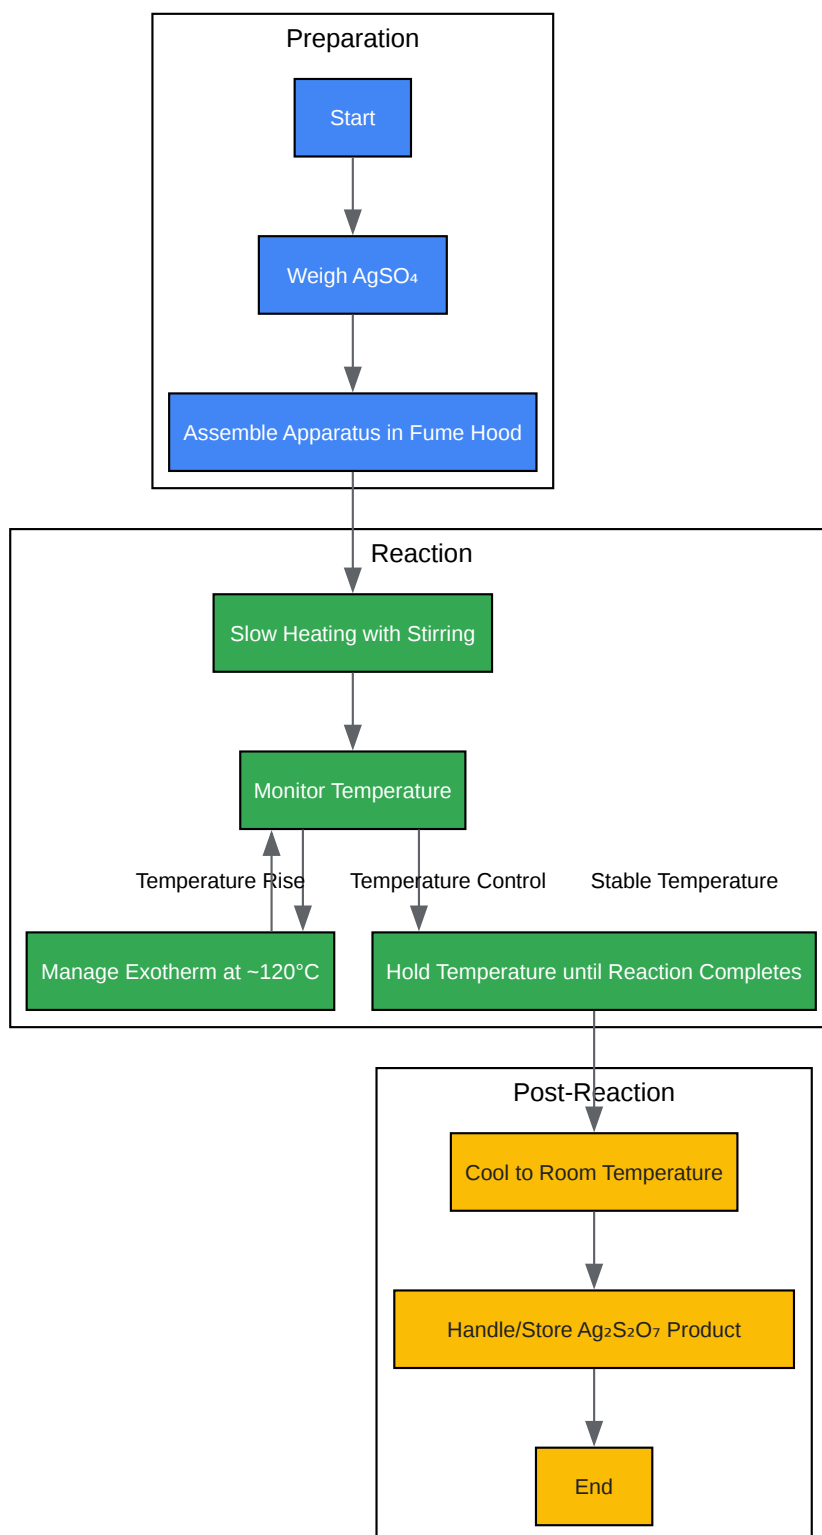 Preparation
Start
Weigh AgSO₄
Assemble Apparatus in Fume Hood
Reaction
Slow Heating with Stirring
Monitor Temperature
Temperature Rise
Temperature Control
Stable Temperature
Manage Exotherm at ~120°C
Hold Temperature until Reaction Completes
Post-Reaction
Cool to Room Temperature
Handle/Store Ag₂S₂O₇ Product
End